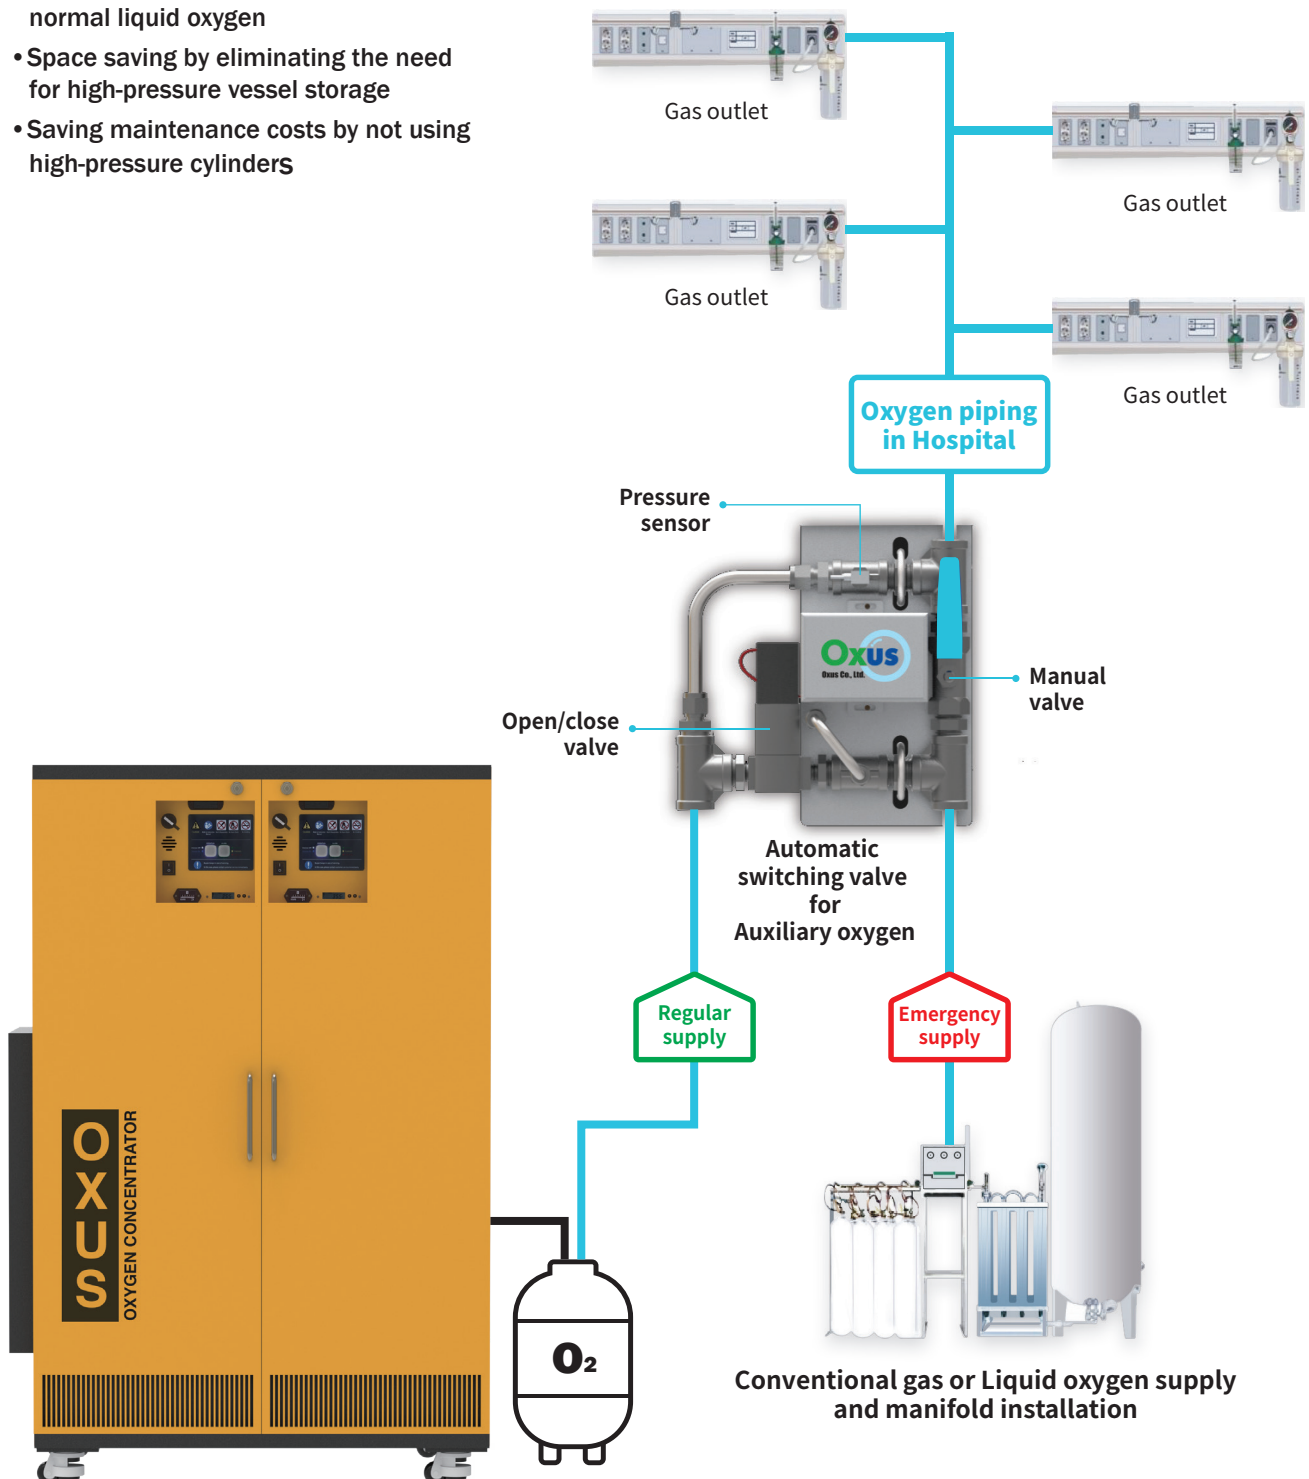 normal liquid oxygen
• Space saving by eliminating the need
for high-pressure vessel storage
• Saving maintenance costs by not using
high-pressure cylinders
Gas outlet
Gas outlet
Gas outlet
Gas outlet
Oxygen piping
in Hospital
Pressure
sensor
Oxus
Oxus Co., Ltd.
Manual
valve
Open/close
valve
Automatic
switching valve
for
Auxiliary oxygen
Regular
supply
Emergency
supply
OXUS
OXYGEN CONCENTRATOR
O₂
Conventional gas or Liquid oxygen supply
and manifold installation